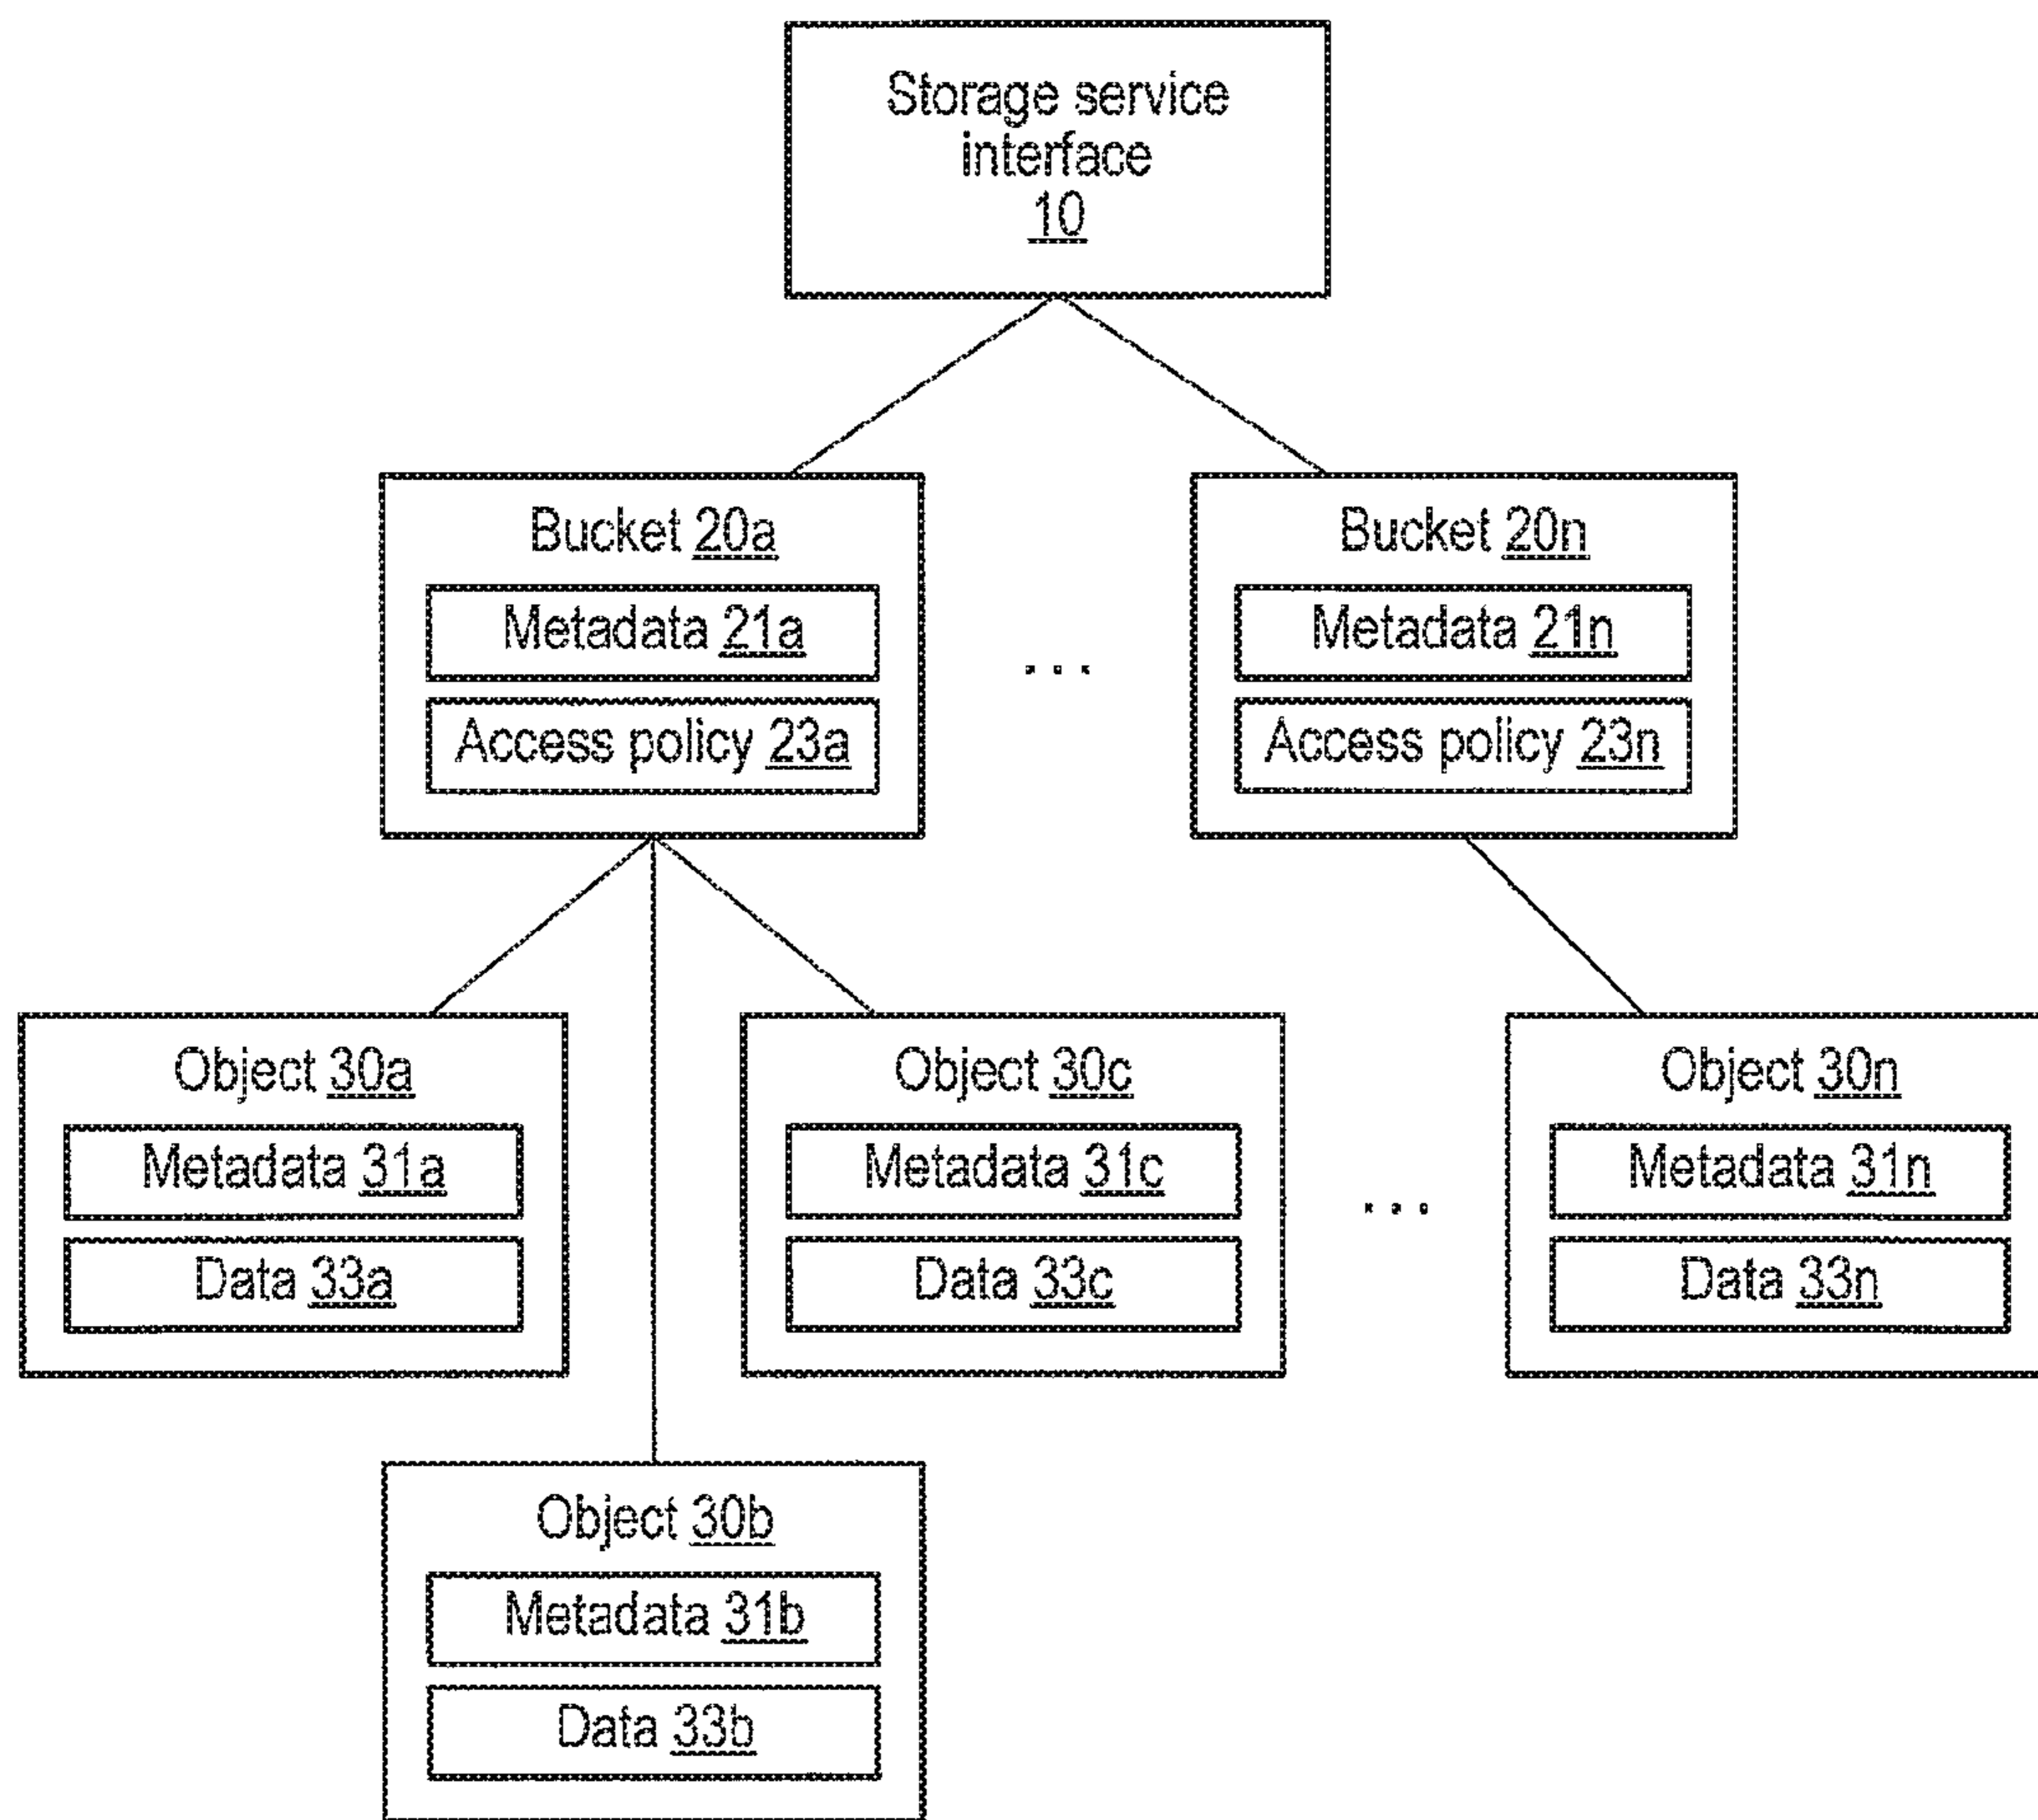 Storage service
interface
10
Bucket 20a
Metadata 21a
Access policy 23a
...
Bucket 20n
Metadata 21n
Access policy 23n
Object 30a
Metadata 31a
Data 33a
Object 30c
Metadata 31c
Data 33c
...
Object 30n
Metadata 31n
Data 33n
Object 30b
Metadata 31b
Data 33b